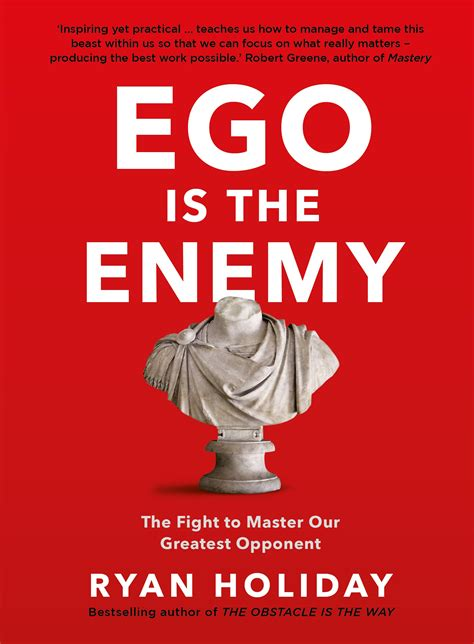 ‘Inspiring yet practical ... teaches us how to manage and tame this
beast within us so that we can focus on what really matters –
producing the best work possible.’ Robert Greene, author of Mastery
EGO
IS THE
ENEMY
The Fight to Master Our
Greatest Opponent
RYAN HOLIDAY
Bestselling author of THE OBSTACLE IS THE WAY